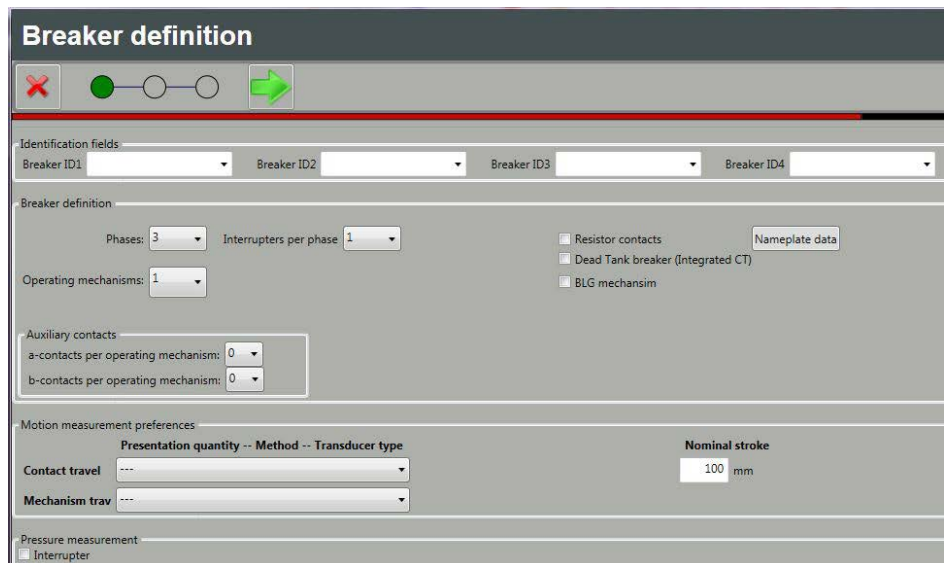 Breaker definition
Identification fields
Breaker ID1 Breaker ID2 Breaker ID3 Breaker ID4
Breaker definition
Phases: 3 Interrupters per phase 1 Resistor contacts Nameplate data
Dead Tank breaker (Integrated CT)
Operating mechanisms: 1 BLG mechansim
Auxiliary contacts
a-contacts per operating mechanism: 0
b-contacts per operating mechanism: 0
Motion measurement preferences
Presentation quantity -- Method -- Transducer type Nominal stroke
Contact travel --- 100 mm
Mechanism trav ---
Pressure measurement
Interrupter